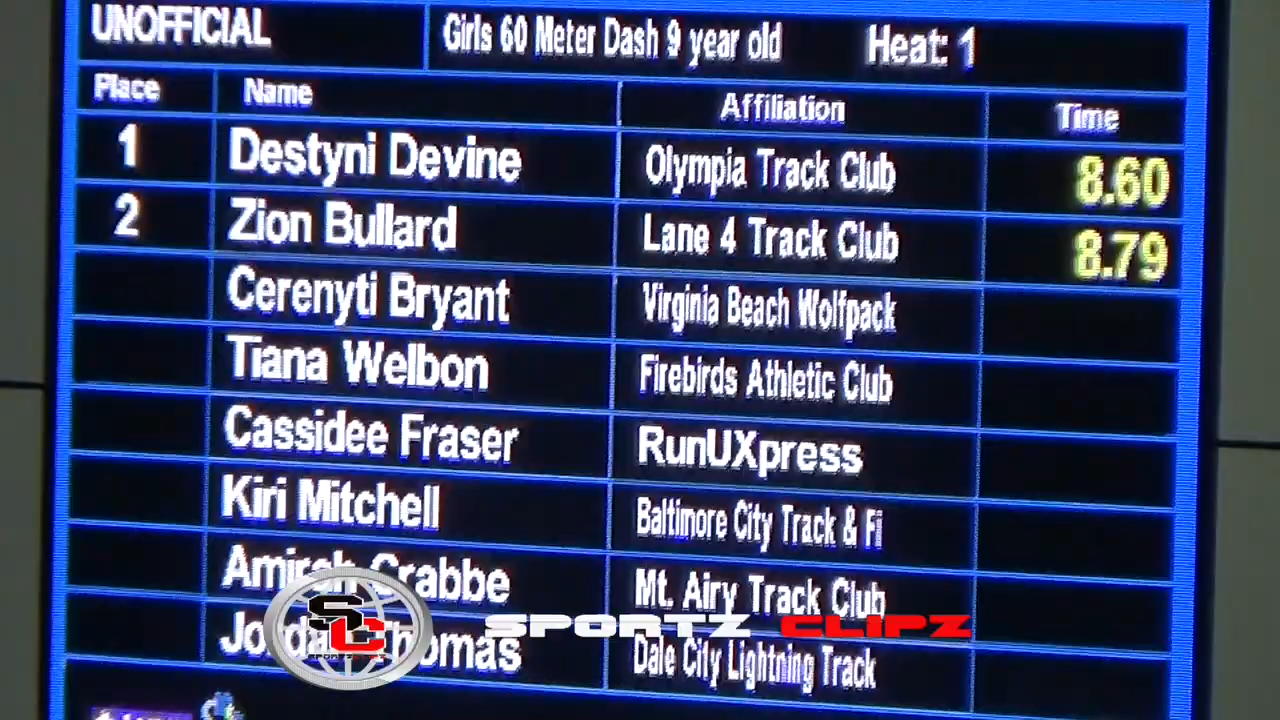 UNOFFICIAL Girls 60 Meter Dash 9 year old Heat: 1
Place Name Affiliation Time
1 Destyni Devine Olympia Track Club 8.60
2 Zion Bullard Lane 4 Track Club 8.79
Cerenyti Bryant Virginia Beach Wolfpack
Tiana Welbon Firebirds Athletic Club
Cassidee Fraser RunUXpress
Kiri Mitchell Baltimore City Track & Fi
Crabbe Mt. Airy Track Club
SC SPORTZ CLIPZ
Dale City Lightning Track